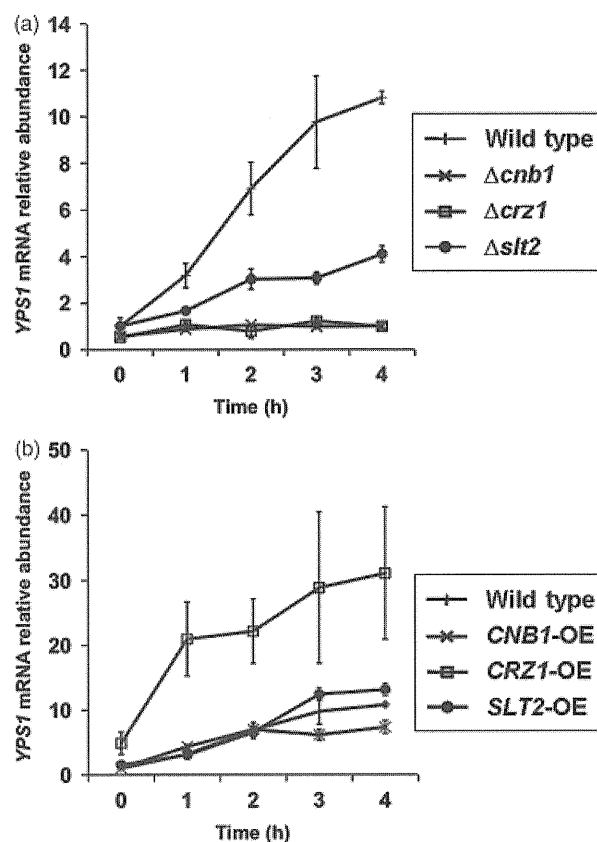 (a)
14
12
10
8
6
4
2
0
YPS1 mRNA relative abundance
0 1 2 3 4
Time (h)
Wild type
Δcnb1
Δcrz1
Δslt2
(b)
50
40
30
20
10
0
YPS1 mRNA relative abundance
0 1 2 3 4
Time (h)
Wild type
CNB1-OE
CRZ1-OE
SLT2-OE